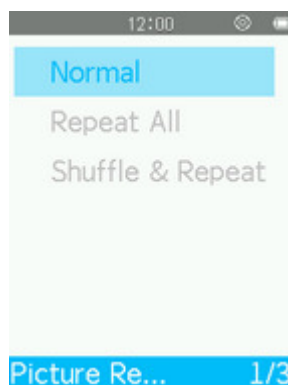 12:00
Normal
Repeat All
Shuffle & Repeat
Picture Re... 1/3